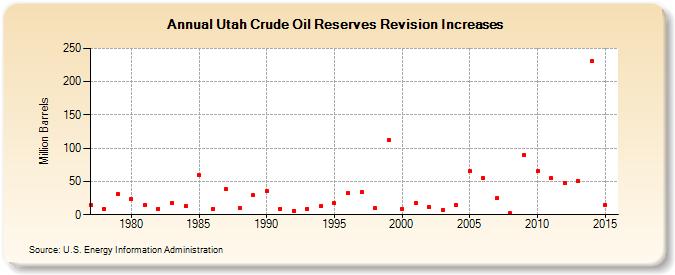 Annual Utah Crude Oil Reserves Revision Increases
Million Barrels
250
200
150
100
50
0
1980 1985 1990 1995 2000 2005 2010 2015
Source: U.S. Energy Information Administration